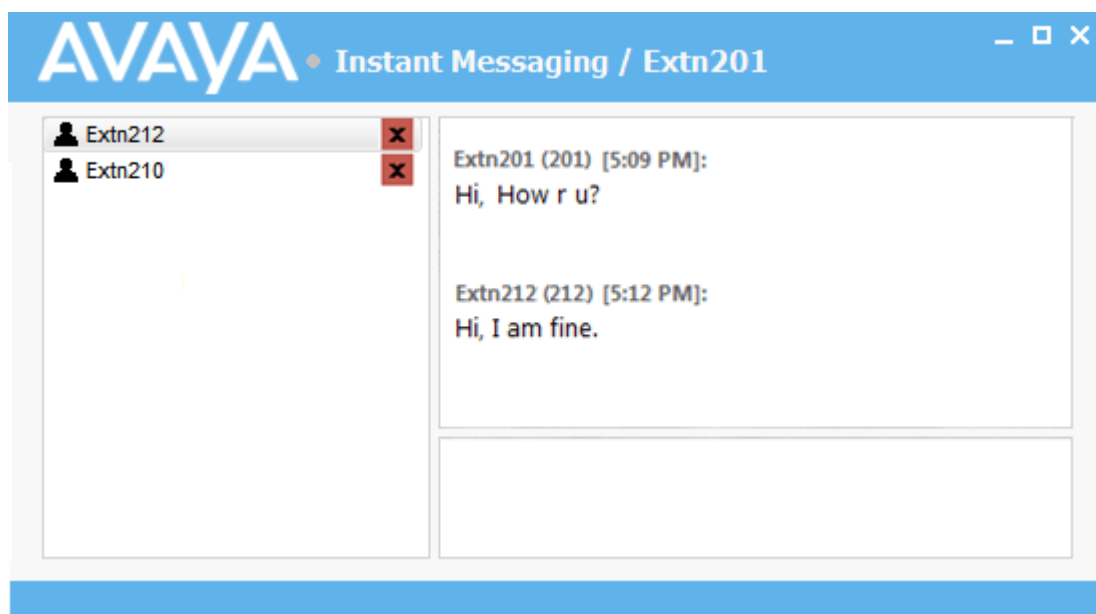 AVAYA
Instant Messaging / Extn201
Extn212
Extn210
Extn201 (201) [5:09 PM]:
Hi, How r u?
Extn212 (212) [5:12 PM]:
Hi, I am fine.